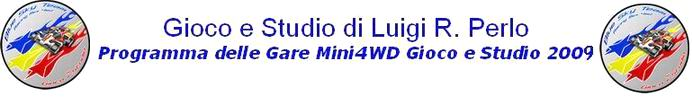 Gioco e Studio di Luigi R. Perlo
Programma delle Gare Mini4WD Gioco e Studio 2009